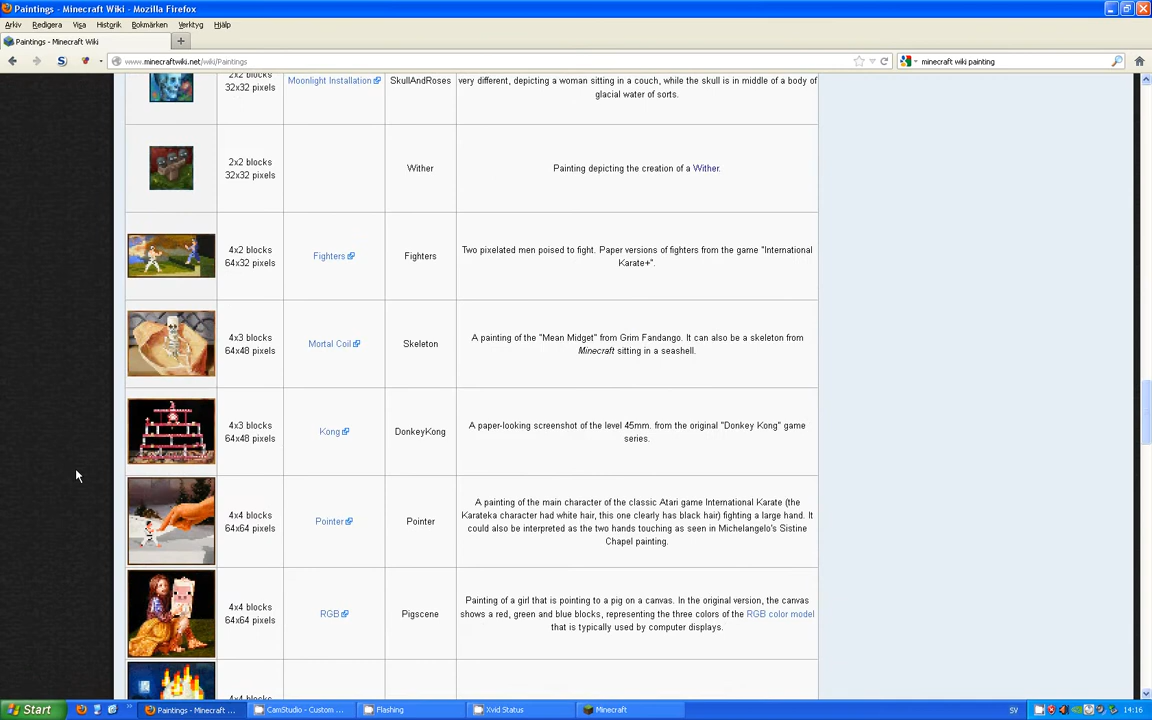 Paintings - Minecraft Wiki - Mozilla Firefox
Arkiv Redigera Visa Historik Bokmärken Verktyg Hjälp
Paintings - Minecraft Wiki
www.minecraftwiki.net/wiki/Paintings
minecraft wiki painting
2x2 blocks
32x32 pixels
Moonlight Installation
SkullAndRoses
very different, depicting a woman sitting in a couch, while the skull is in middle of a body of
glacial water of sorts.
2x2 blocks
32x32 pixels
Wither
Painting depicting the creation of a Wither.
4x2 blocks
64x32 pixels
Fighters
Fighters
Two pixelated men poised to fight. Paper versions of fighters from the game "International
Karate+".
4x3 blocks
64x48 pixels
Mortal Coil
Skeleton
A painting of the "Mean Midget" from Grim Fandango. It can also be a skeleton from
Minecraft sitting in a seashell.
4x3 blocks
64x48 pixels
Kong
DonkeyKong
A paper-looking screenshot of the level 45mm. from the original "Donkey Kong" game
series.
4x4 blocks
64x64 pixels
Pointer
Pointer
A painting of the main character of the classic Atari game International Karate (the
Karateka character had white hair, this one clearly has black hair) fighting a large hand. It
could also be interpreted as the two hands touching as seen in Michelangelo's Sistine
Chapel painting.
4x4 blocks
64x64 pixels
RGB
Pigscene
Painting of a girl that is pointing to a pig on a canvas. In the original version, the canvas
shows a red, green and blue blocks, representing the three colors of the RGB color model
that is typically used by computer displays.
4x4 blocks
Start
Paintings - Minecraft ...
CamStudio - Custom ...
Flashing
Xvid Status
Minecraft
SV
14:16